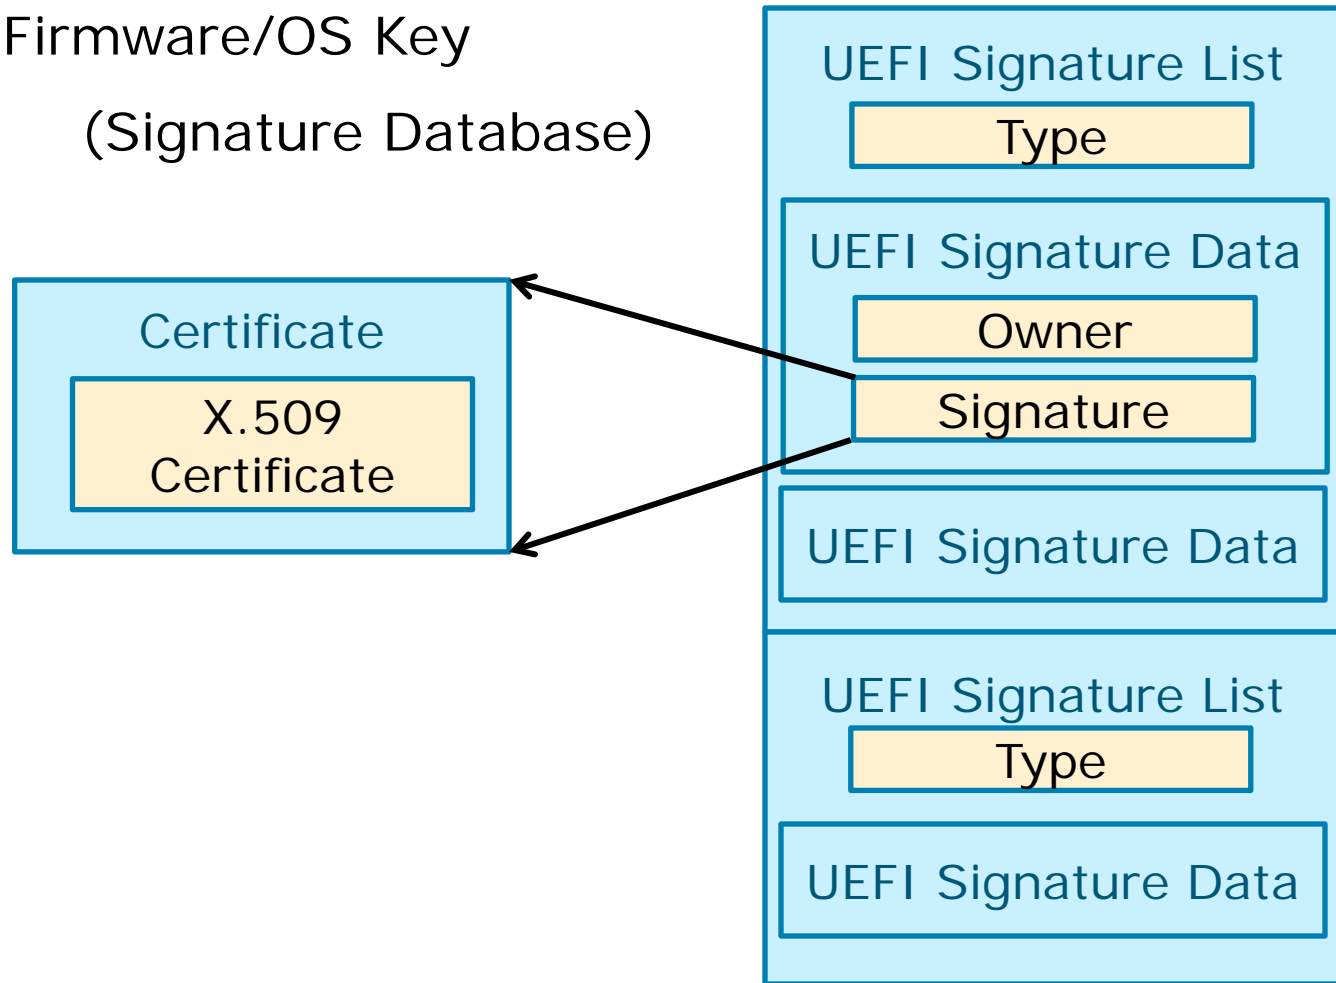 Firmware/OS Key
(Signature Database)
UEFI Signature List
Type
UEFI Signature Data
Owner
Signature
UEFI Signature Data
UEFI Signature List
Type
UEFI Signature Data
Certificate
X.509
Certificate